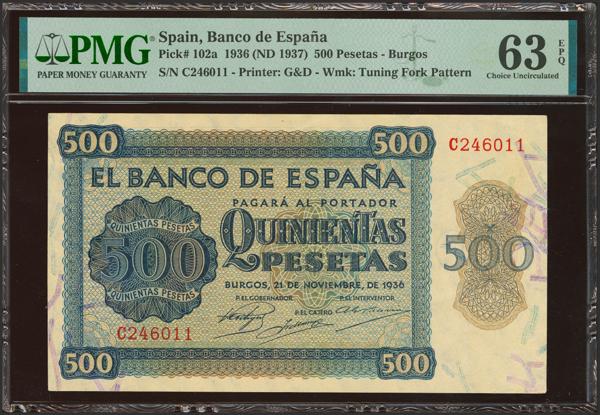 PMG
PAPER MONEY GUARANTY
Spain, Banco de España
Pick# 102a 1936 (ND 1937) 500 Pesetas - Burgos
S/N C246011 - Printer: G&D - Wmk: Tuning Fork Pattern
63 EPQ
Choice Uncirculated
500 500
C246011
EL BANCO DE ESPAÑA
PAGARÁ AL PORTADOR
QUINIENTAS
PESETAS
QUINIENTAS PESETAS
500
QUINIENTAS PESETAS
500
BURGOS, 21 DE NOVIEMBRE, DE 1936
P. EL GOBERNADOR P. EL INTERVENTOR
P. EL CAJERO
C246011
500 500